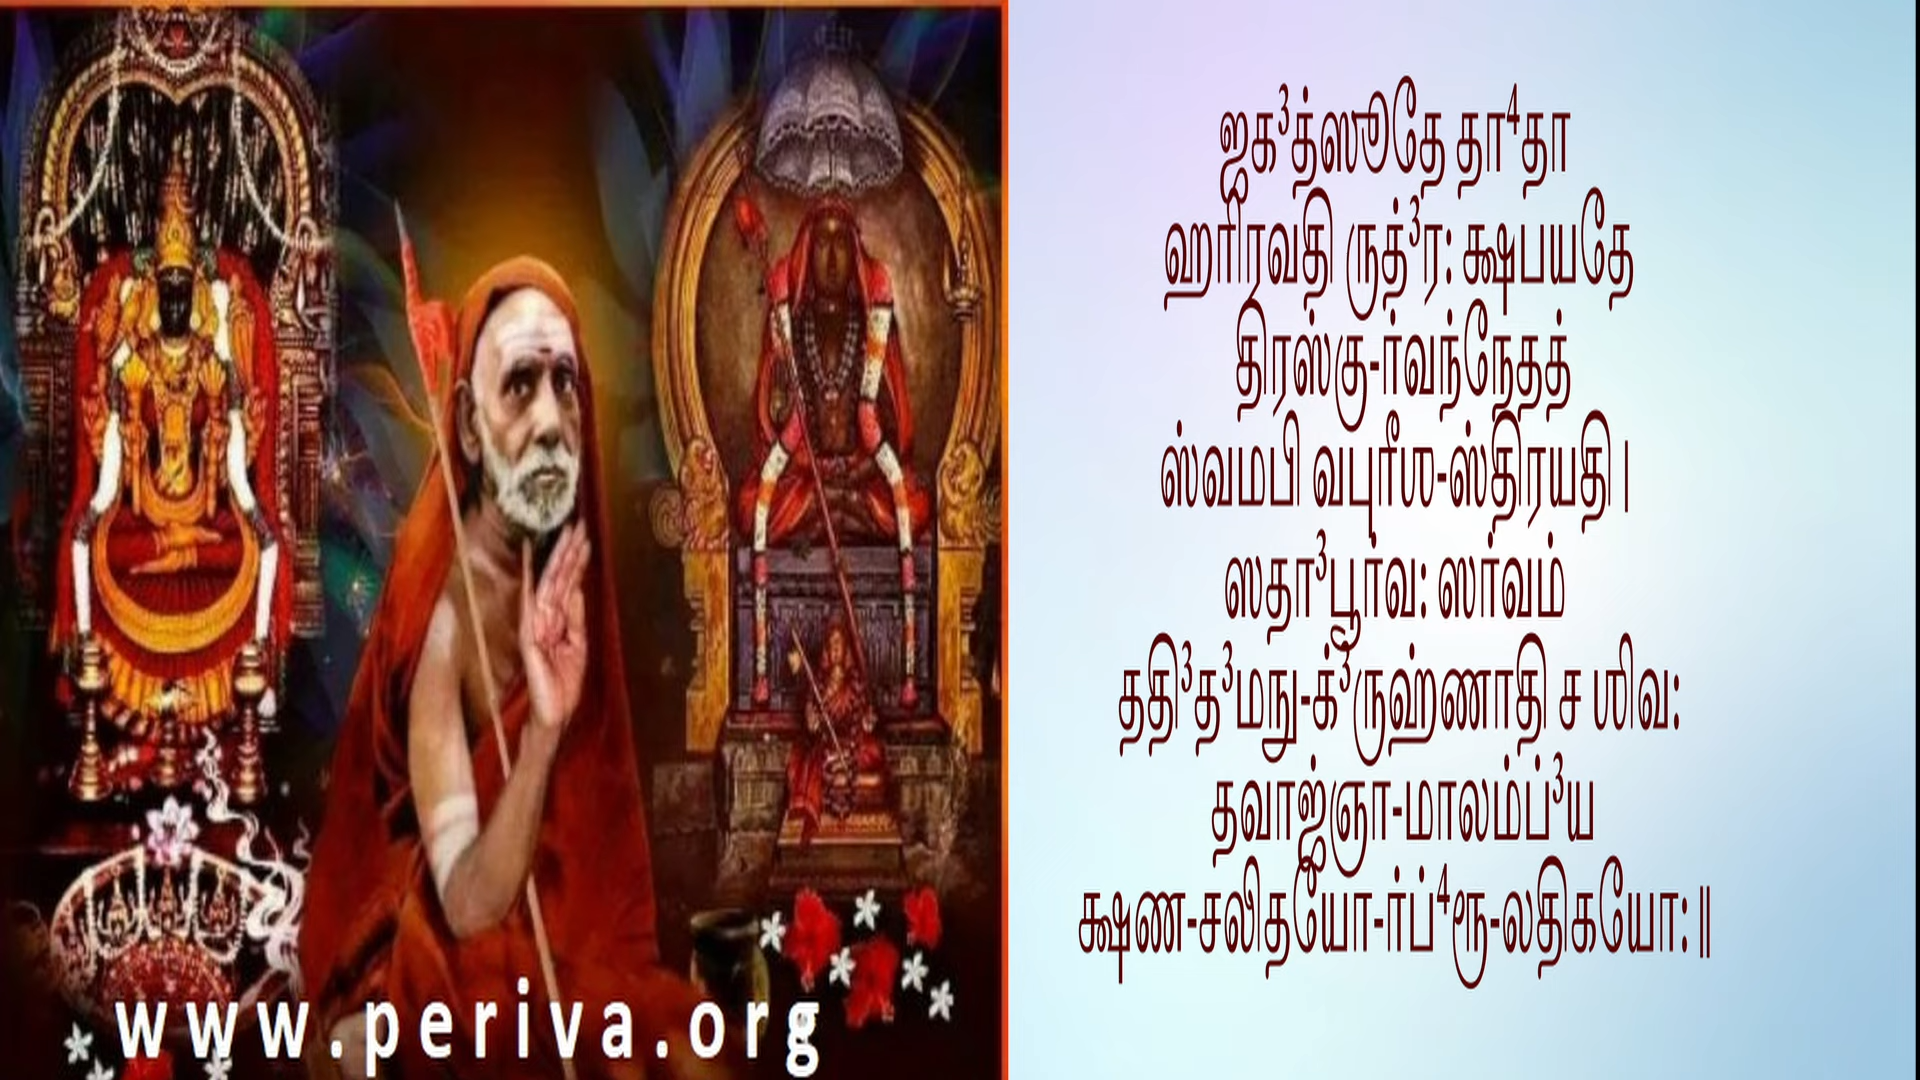 www.periva.org
ஜக³த்ஸூதே தா⁴தா
ஹரிரவதி ருத்³ர: க்ஷபயதே
திரஸ்கு-ர்வந்நேதத்
ஸ்வமபி வபுரீஶ-ஸ்திரயதி |
ஸதா³பூர்வ: ஸர்வம்
ததி³த³மநு-க்³ருஹ்ணாதி ச ஶிவ:
தவாஜ்ஞா-மாலம்ப்³ய
க்ஷண-சலிதயோ-ர்ப்⁴ரூ-லதிகயோ: ||